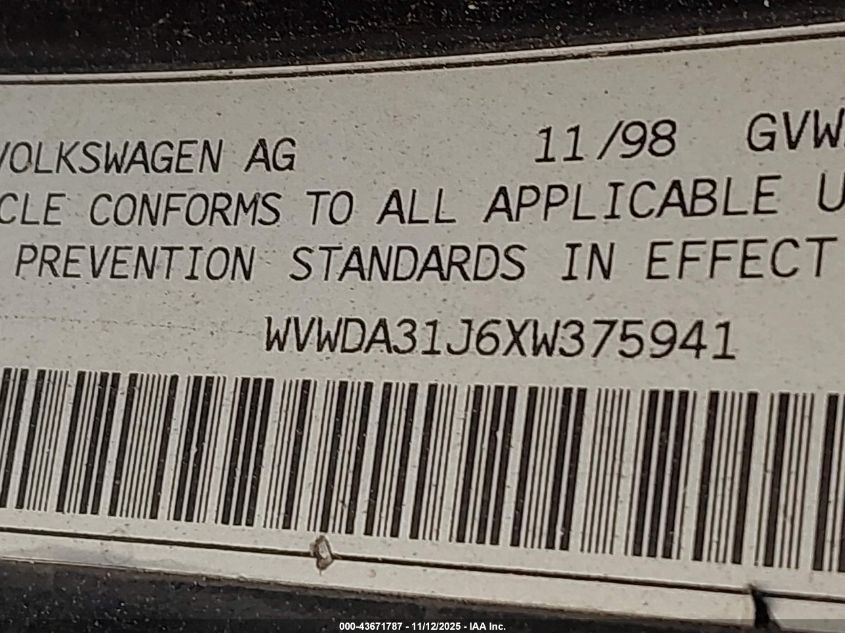 VOLKSWAGEN AG 11/98 GVW
CLE CONFORMS TO ALL APPLICABLE U
PREVENTION STANDARDS IN EFFECT
WVWDA31J6XW375941
000-43671787 - 11/12/2025 - IAA Inc.